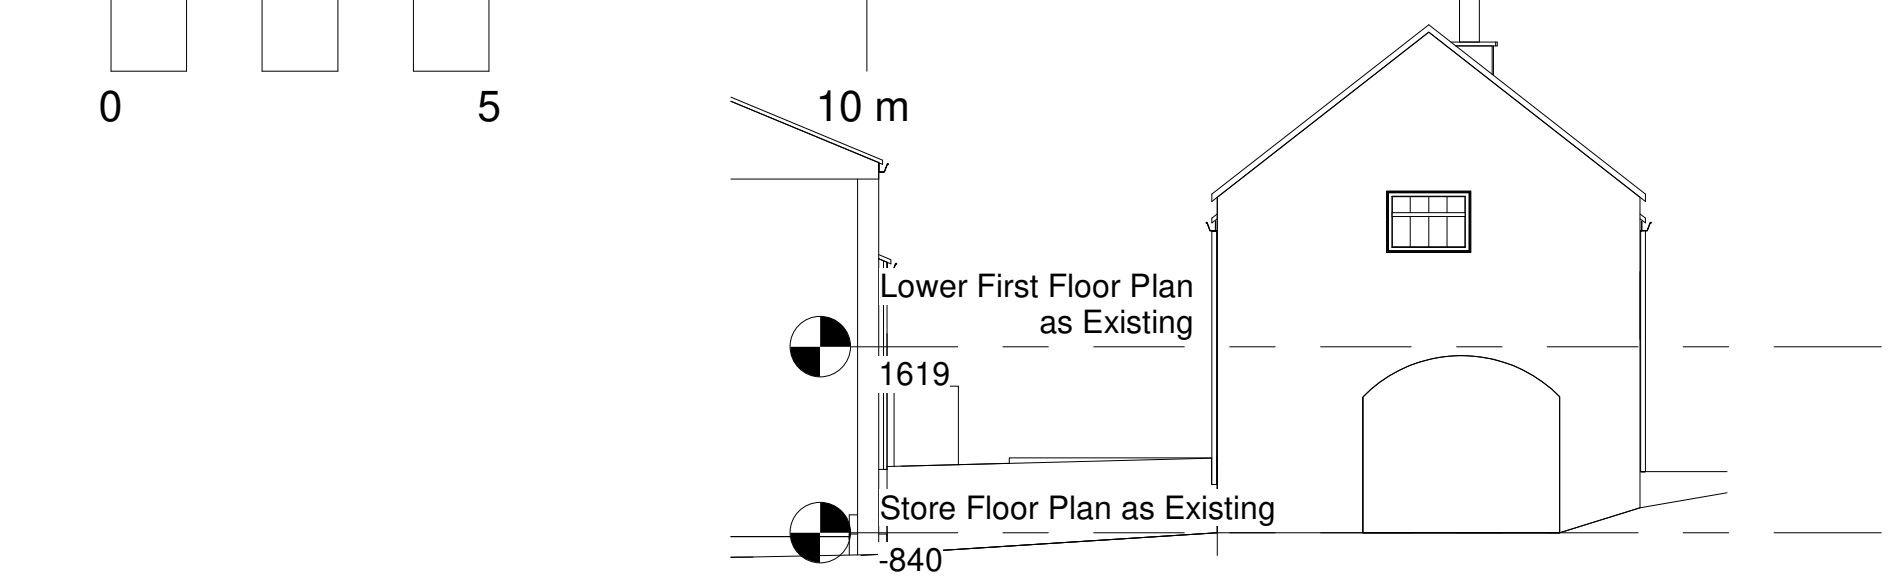 0 5 10 m
Lower First Floor Plan
as Existing
1619
Store Floor Plan as Existing
-840